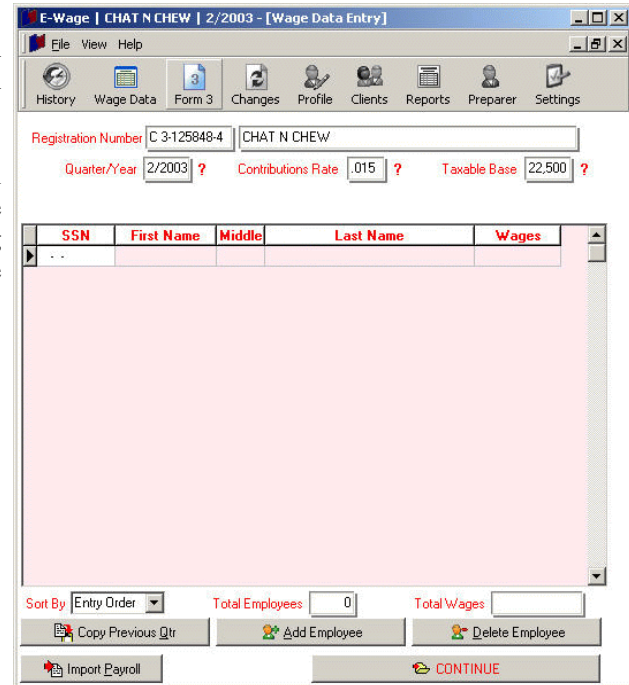 E-Wage | CHAT N CHEW | 2/2003 - [Wage Data Entry]
File View Help
History Wage Data Form 3 Changes Profile Clients Reports Preparer Settings
Registration Number C 3-125848-4 CHAT N CHEW
Quarter/Year 2/2003 ? Contributions Rate .015 ? Taxable Base 22,500 ?
SSN First Name Middle Last Name Wages
- -
Sort By Entry Order Total Employees 0 Total Wages
Copy Previous Qtr Add Employee Delete Employee
Import Payroll CONTINUE